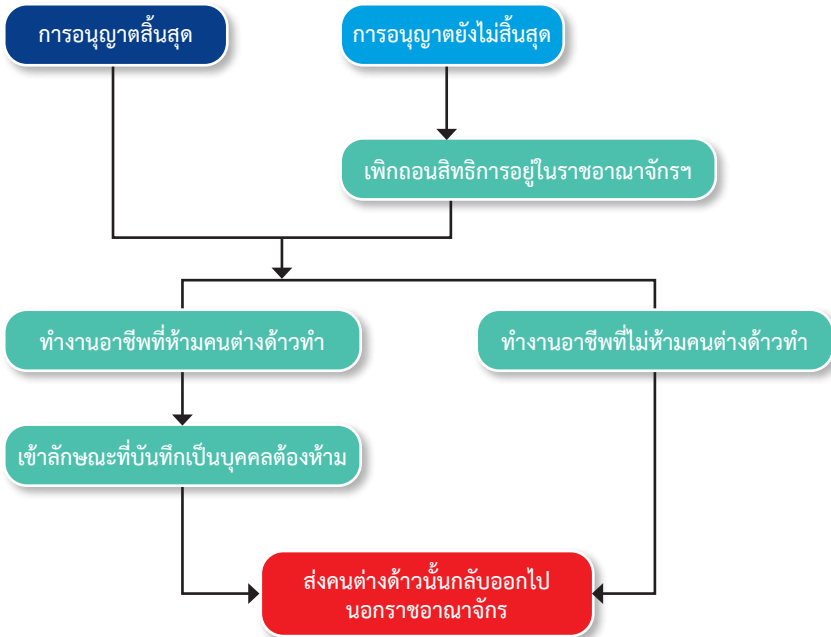 การอนุญาตสิ้นสุด
การอนุญาตยังไม่สิ้นสุด
เพิกถอนสิทธิการอยู่ในราชอาณาจักรฯ
ทำงานอาชีพที่ห้ามคนต่างด้าวทำ
ทำงานอาชีพที่ไม่ห้ามคนต่างด้าวทำ
เข้าลักษณะที่บันทึกเป็นบุคคลต้องห้าม
ส่งคนต่างด้าวนั้นกลับออกไป
นอกราชอาณาจักร